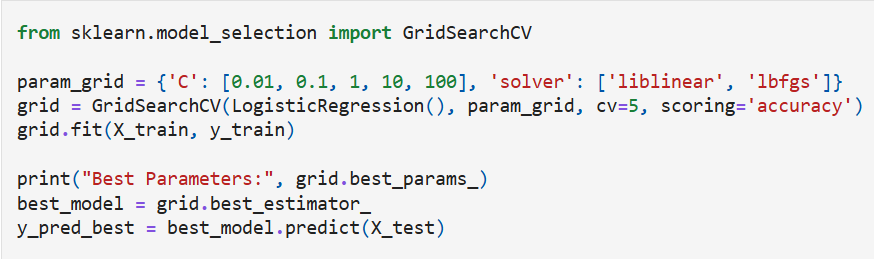 from sklearn.model_selection import GridSearchCV
param_grid = {'C': [0.01, 0.1, 1, 10, 100], 'solver': ['liblinear', 'lbfgs']}
grid = GridSearchCV(LogisticRegression(), param_grid, cv=5, scoring='accuracy')
grid.fit(X_train, y_train)
print("Best Parameters:", grid.best_params_)
best_model = grid.best_estimator_
y_pred_best = best_model.predict(X_test)